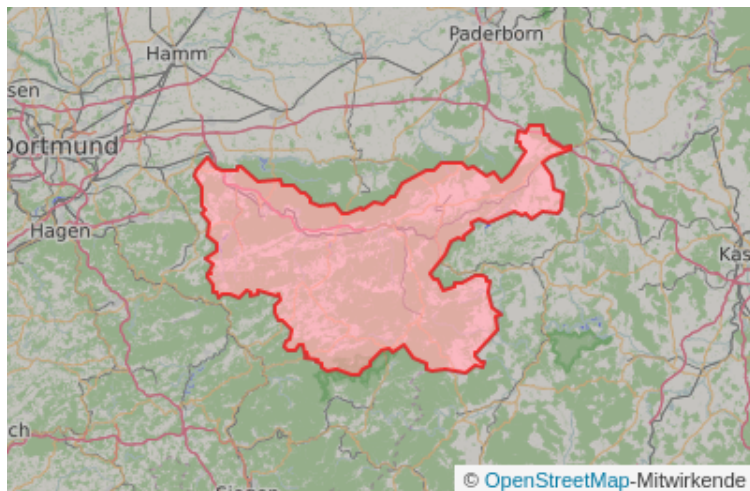 Paderborn
Hamm
sen
Dortmund
Hagen
Kas
ch
Siegen
© OpenStreetMap-Mitwirkende